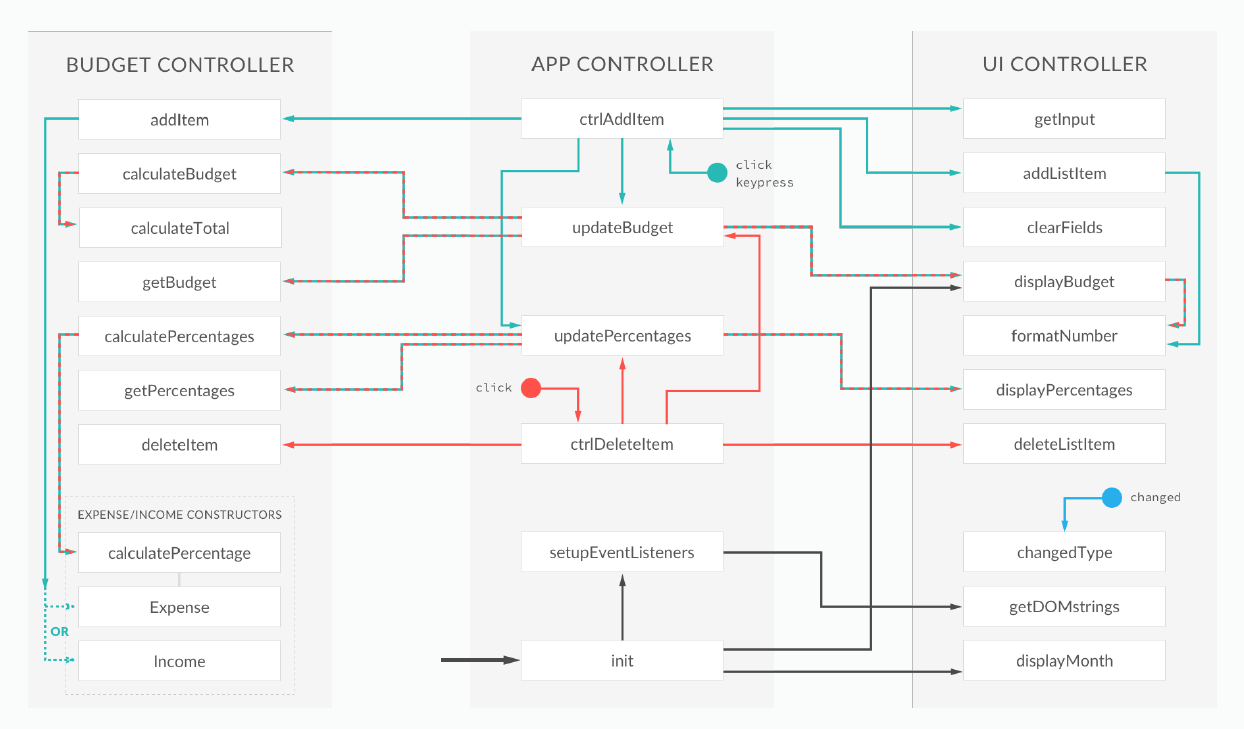 BUDGET CONTROLLER
addItem
calculateBudget
calculateTotal
getBudget
calculatePercentages
getPercentages
deleteItem
EXPENSE/INCOME CONSTRUCTORS
calculatePercentage
Expense
OR
Income
APP CONTROLLER
ctrlAddItem
click
keypress
updateBudget
updatePercentages
click
ctrlDeleteItem
setupEventListeners
init
UI CONTROLLER
getInput
addListItem
clearFields
displayBudget
formatNumber
displayPercentages
deleteListItem
changed
changedType
getDOMstrings
displayMonth